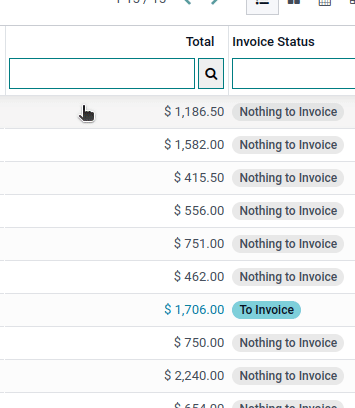 Total Invoice Status
$ 1,186.50 Nothing to Invoice
$ 1,582.00 Nothing to Invoice
$ 415.50 Nothing to Invoice
$ 556.00 Nothing to Invoice
$ 751.00 Nothing to Invoice
$ 462.00 Nothing to Invoice
$ 1,706.00 To Invoice
$ 750.00 Nothing to Invoice
$ 2,240.00 Nothing to Invoice
$ 654.00 Nothing to Invoice